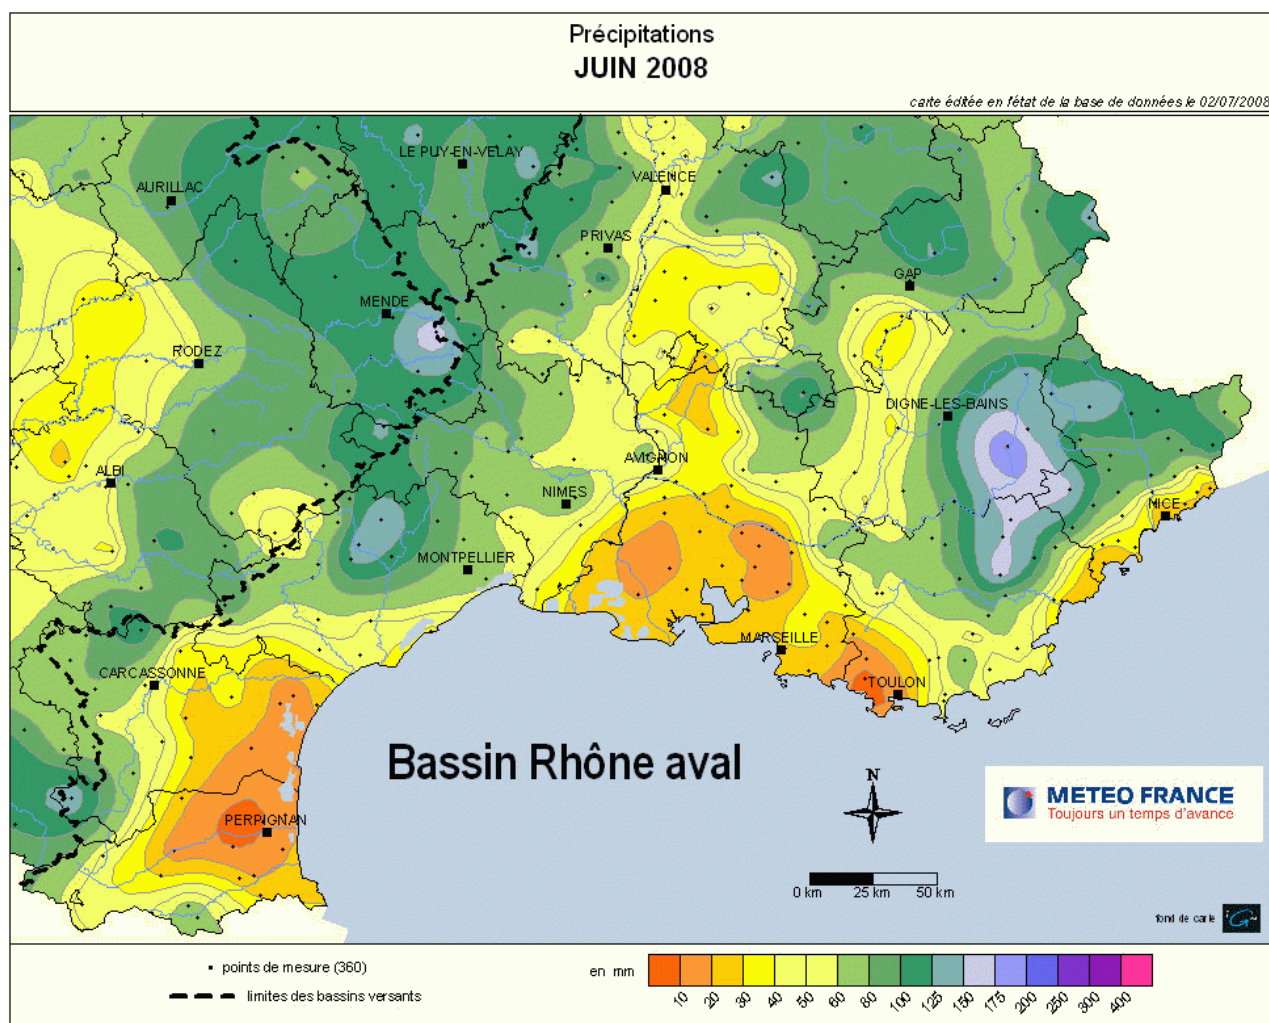 Précipitations
JUIN 2008
carte éditée en l'état de la base de données le 02/07/2008
LE PUY-EN-VELAY
AURILLAC
VALENCE
PRIVAS
GAP
MENDE
RODEZ
DIGNE-LES-BAINS
AVIGNON
ALBI
NIMES
NICE
MONTPELLIER
MARSEILLE
CARCASSONNE
TOULON
Bassin Rhône aval
N
METEO FRANCE
Toujours un temps d'avance
PERPIGNAN
0 km 25 km 50 km
fond de carte
points de mesure (360)
limites des bassins versants
en mm
10 20 30 40 50 60 80 100 125 150 175 200 250 300 400